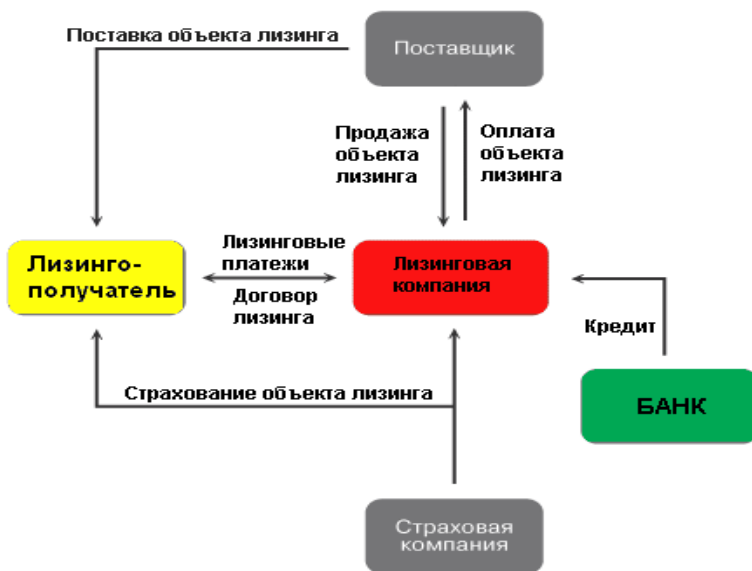 Поставка объекта лизинга
Поставщик
Продажа
объекта
лизинга
Оплата
объекта
лизинга
Лизинго-
получатель
Лизинговые
платежи
Договор
лизинга
Лизинговая
компания
Кредит
Страхование объекта лизинга
БАНК
Страховая
компания